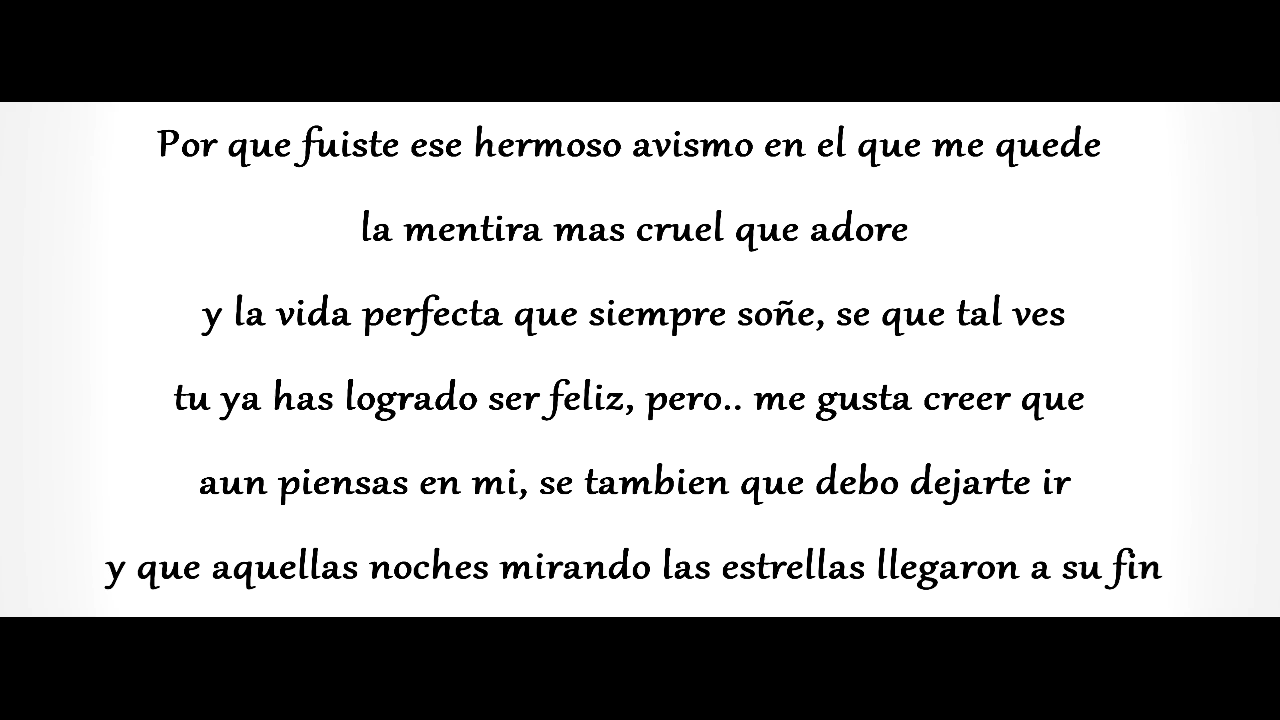 Por que fuiste ese hermoso avismo en el que me quede
la mentira mas cruel que adore
y la vida perfecta que siempre soñe, se que tal ves
tu ya has logrado ser feliz, pero.. me gusta creer que
aun piensas en mi, se tambien que debo dejarte ir
y que aquellas noches mirando las estrellas llegaron a su fin